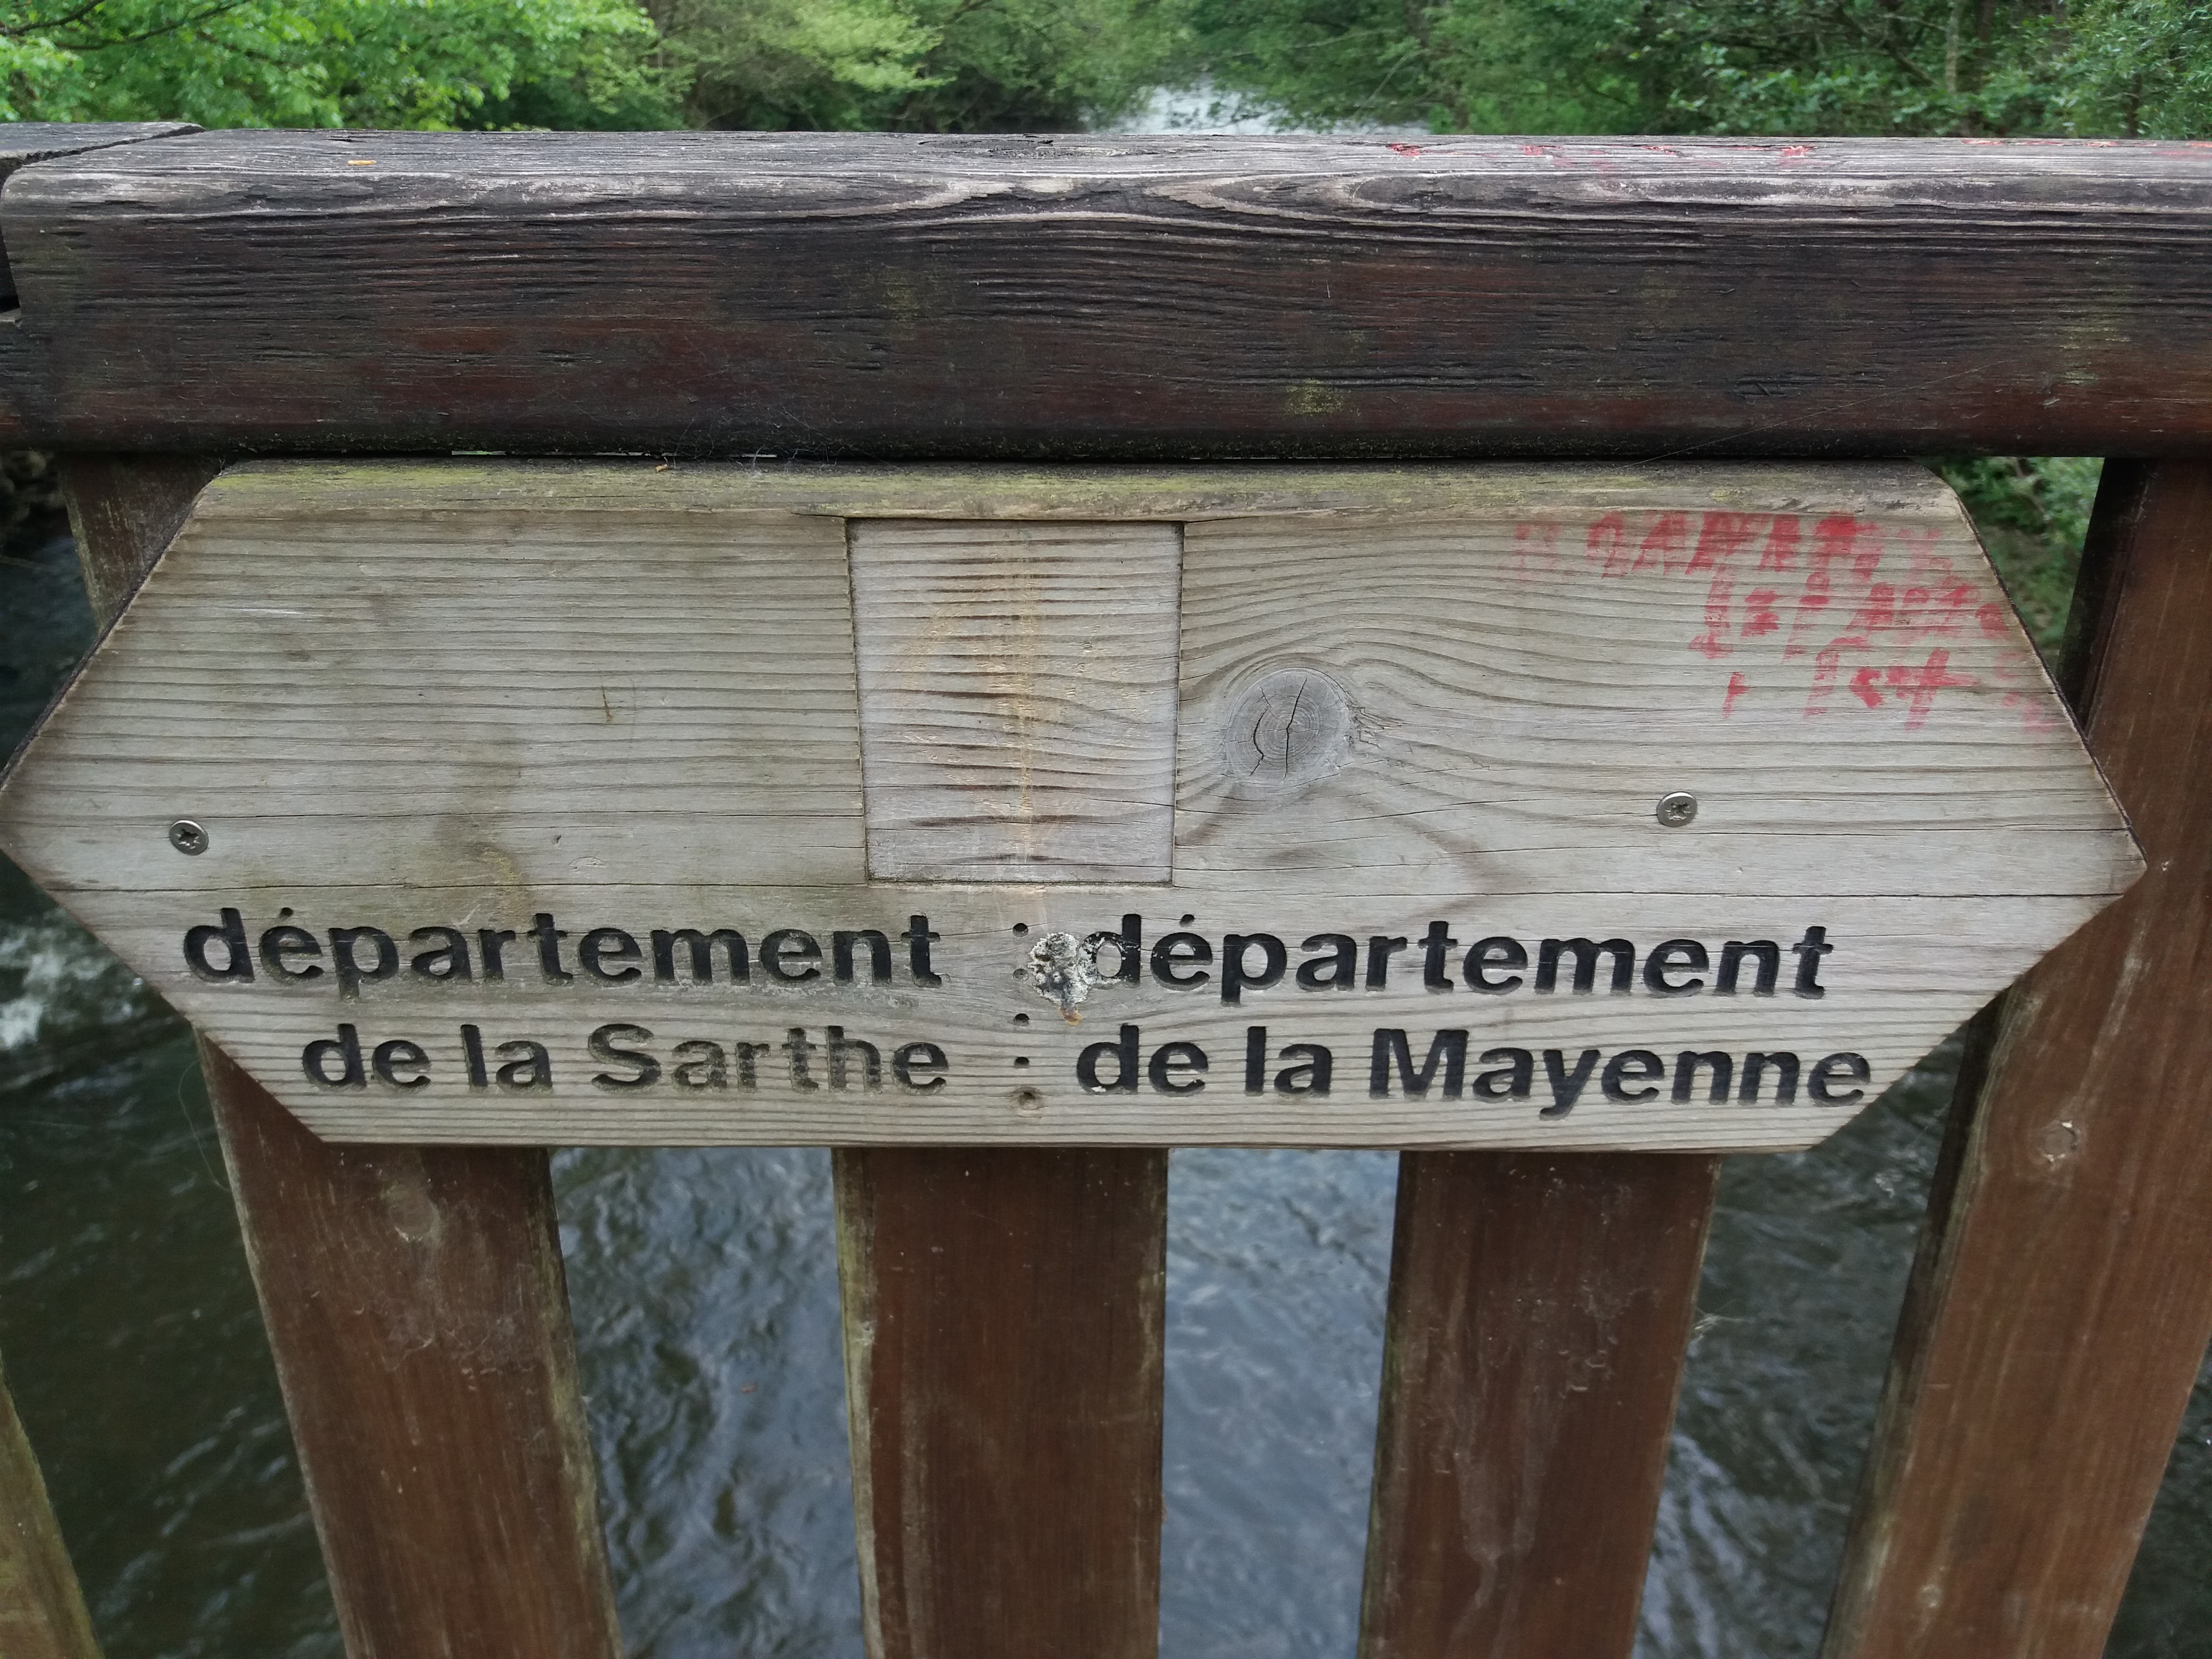 département
de la Sarthe
département
de la Mayenne